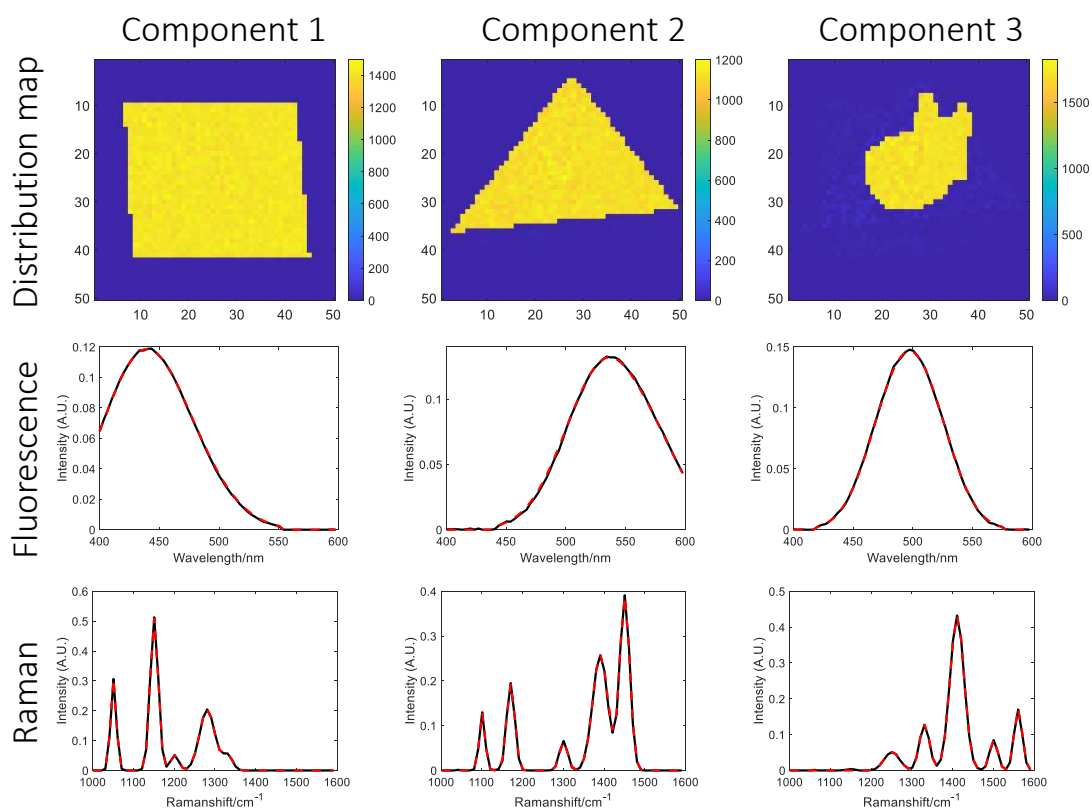 Component 1
Component 2
Component 3
Distribution map
10
20
30
40
50
10 20 30 40 50
1400
1200
1000
800
600
400
200
0
10
20
30
40
50
10 20 30 40 50
1200
1000
800
600
400
200
0
10
20
30
40
50
10 20 30 40 50
1500
1000
500
0
Fluorescence
Intensity (A.U.)
0.12
0.1
0.08
0.06
0.04
0.02
0
400 450 500 550 600
Wavelength/nm
Intensity (A.U.)
0.1
0.05
0
400 450 500 550 600
Wavelength/nm
Intensity (A.U.)
0.15
0.1
0.05
0
400 450 500 550 600
Wavelength/nm
Raman
Intensity (A.U.)
0.6
0.5
0.4
0.3
0.2
0.1
0
1000 1100 1200 1300 1400 1500 1600
Ramanshift/cm⁻¹
Intensity (A.U.)
0.4
0.3
0.2
0.1
0
1000 1100 1200 1300 1400 1500 1600
Ramanshift/cm⁻¹
Intensity (A.U.)
0.5
0.4
0.3
0.2
0.1
0
1000 1100 1200 1300 1400 1500 1600
Ramanshift/cm⁻¹